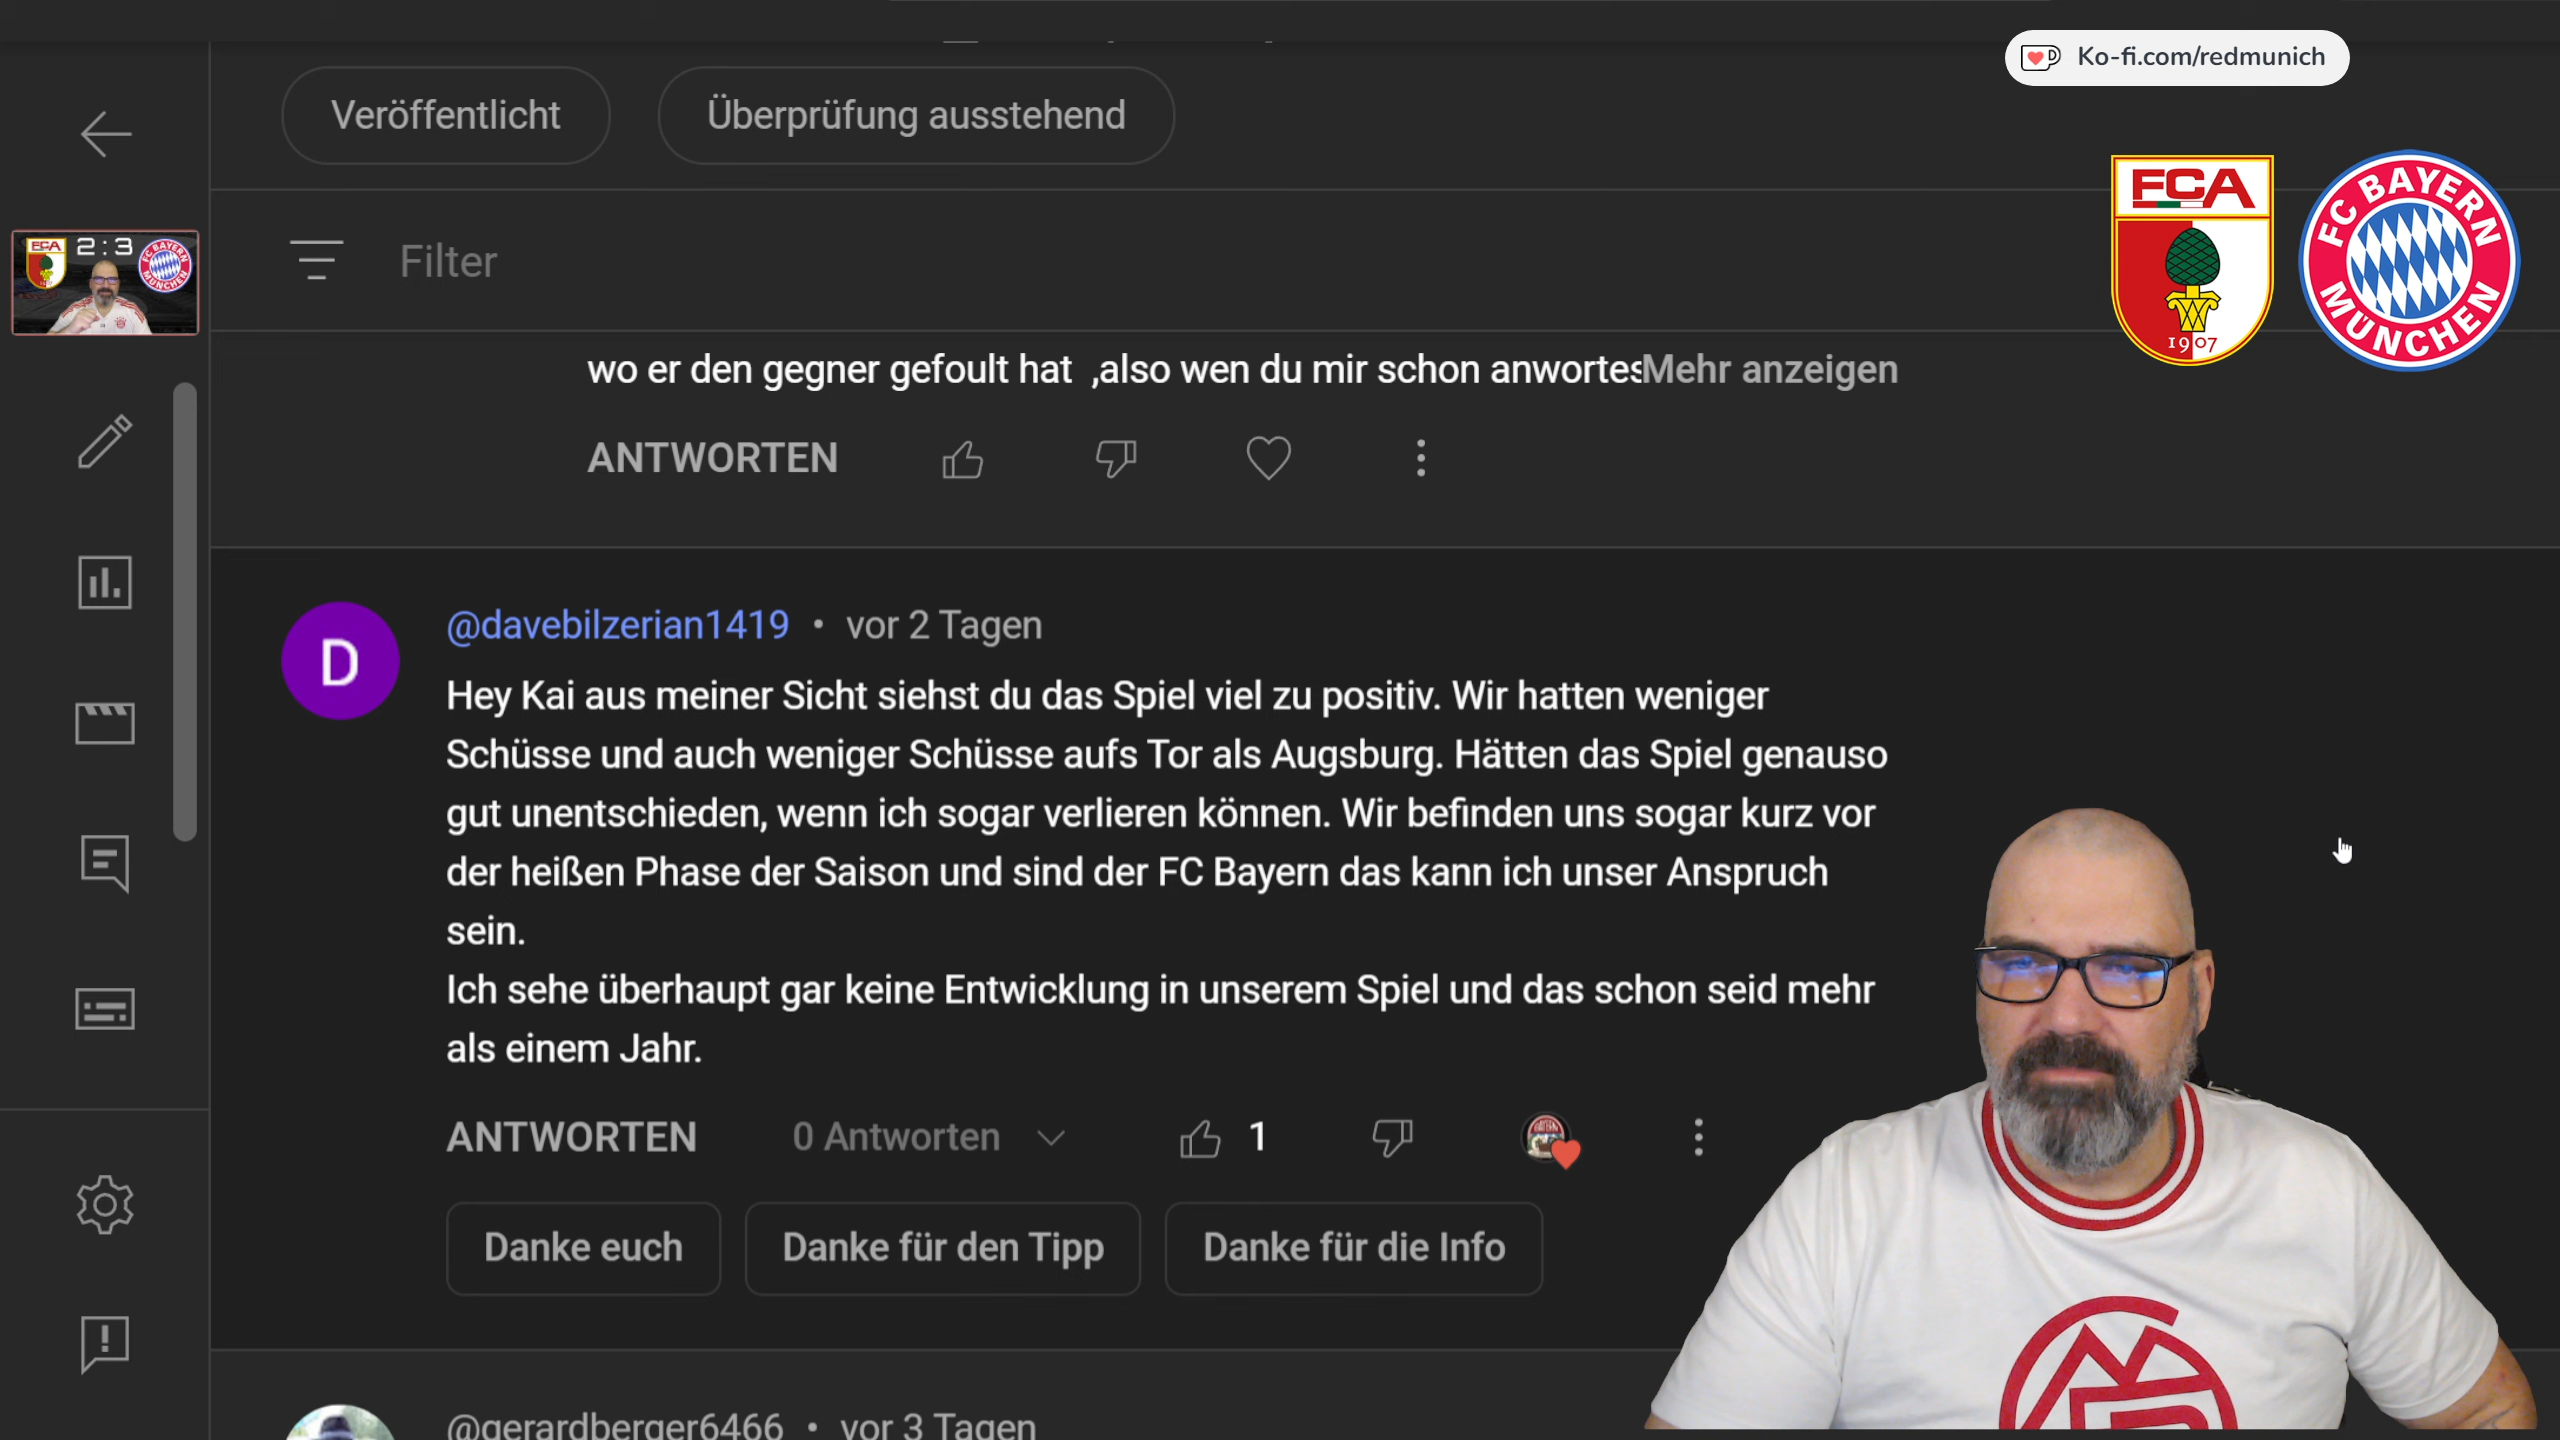 Ko-fi.com/redmunich
Veröffentlicht
Überprüfung ausstehend
FCA
1907
FC BAYERN
MÜNCHEN
FCA 2:3 FC BAYERN MÜNCHEN
Filter
wo er den gegner gefoult hat ,also wen du mir schon anwortes
Mehr anzeigen
ANTWORTEN
D
@davebilzerian1419 • vor 2 Tagen
Hey Kai aus meiner Sicht siehst du das Spiel viel zu positiv. Wir hatten weniger
Schüsse und auch weniger Schüsse aufs Tor als Augsburg. Hätten das Spiel genauso
gut unentschieden, wenn ich sogar verlieren können. Wir befinden uns sogar kurz vor
der heißen Phase der Saison und sind der FC Bayern das kann ich unser Anspruch
sein.
Ich sehe überhaupt gar keine Entwicklung in unserem Spiel und das schon seid mehr
als einem Jahr.
ANTWORTEN 0 Antworten 1
Danke euch
Danke für den Tipp
Danke für die Info
@gerardberger6466 • vor 3 Tagen